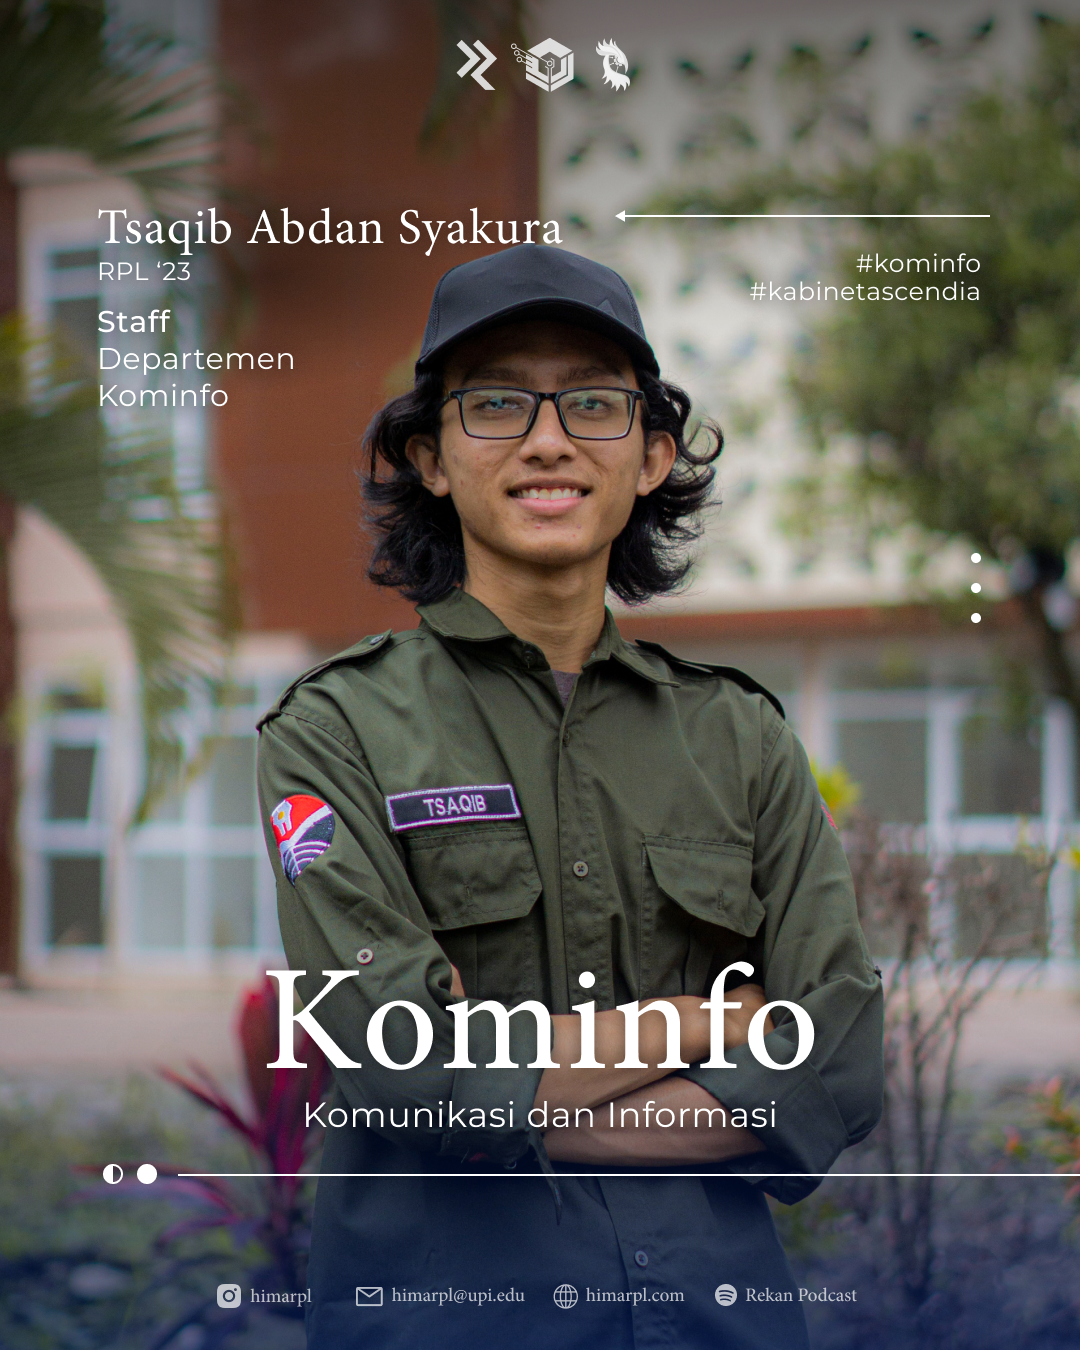 Tsaqib Abdan Syakura
RPL ‘23
Staff
Departemen
Kominfo
#kominfo
#kabinetascendia
TSAQIB
Kominfo
Komunikasi dan Informasi
himarpl
himarpl@upi.edu
himarpl.com
Rekan Podcast